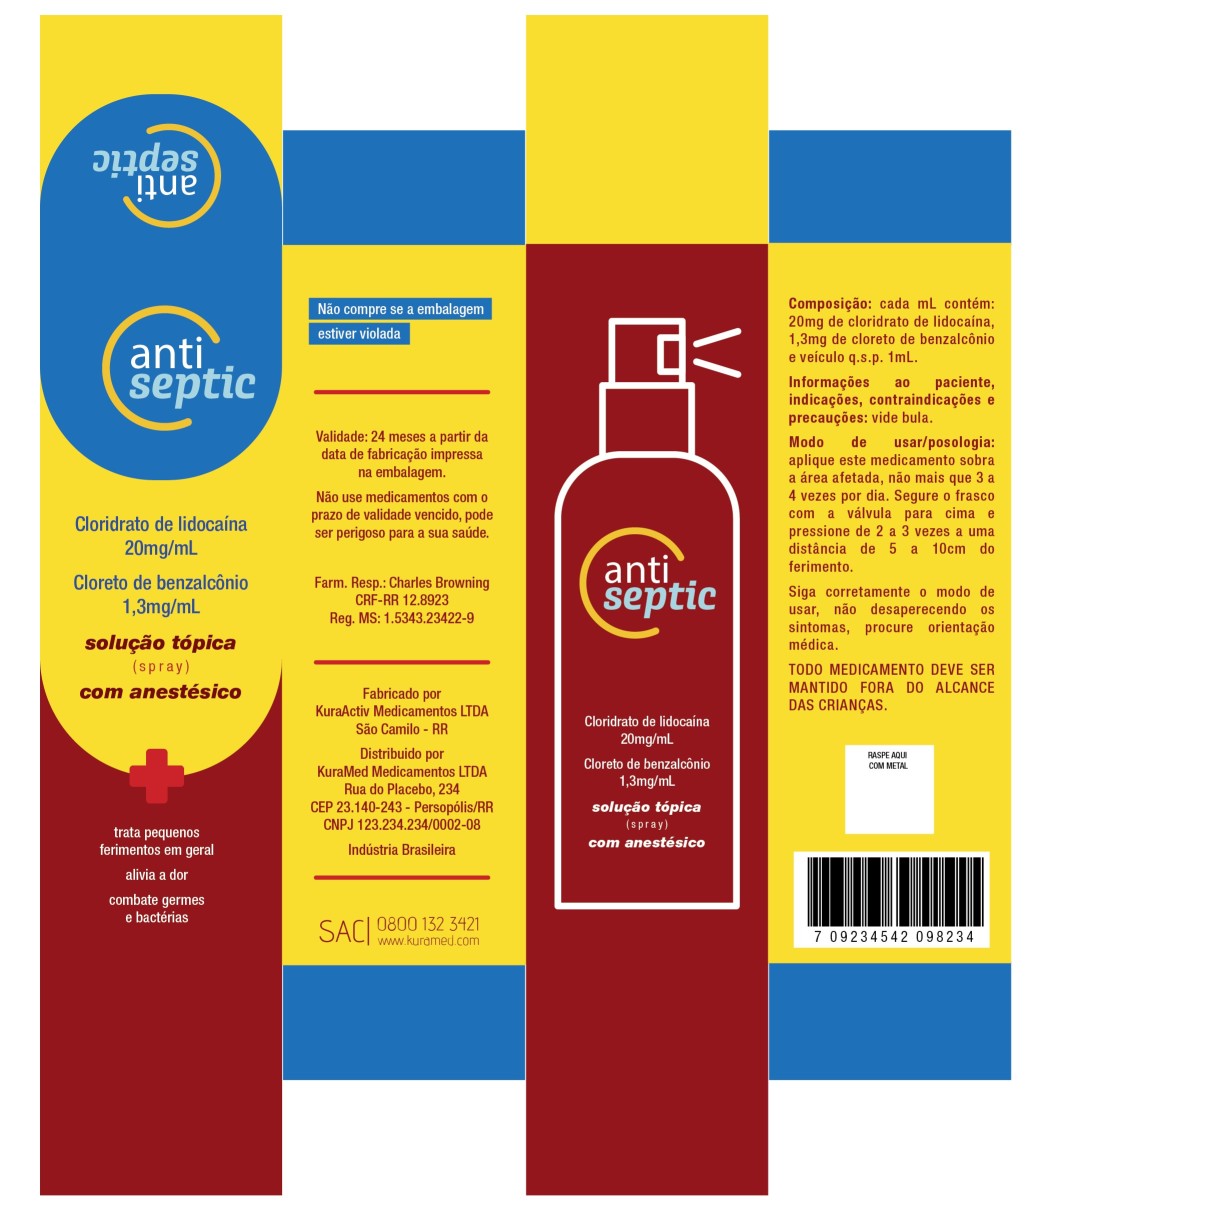 anti
septic
anti
septic
Cloridrato de lidocaína
20mg/mL
Cloreto de benzalcônio
1,3mg/mL
solução tópica
(spray)
com anestésico
trata pequenos
ferimentos em geral
alivia a dor
combate germes
e bactérias
Não compre se a embalagem
estiver violada
Validade: 24 meses a partir da
data de fabricação impressa
na embalagem.
Não use medicamentos com o
prazo de validade vencido, pode
ser perigoso para a sua saúde.
Farm. Resp.: Charles Browning
CRF-RR 12.8923
Reg. MS: 1.5343.23422-9
Fabricado por
KuraActiv Medicamentos LTDA
São Camilo - RR
Distribuido por
KuraMed Medicamentos LTDA
Rua do Placebo, 234
CEP 23.140-243 - Persopólis/RR
CNPJ 123.234.234/0002-08
Indústria Brasileira
SAC| 0800 132 3421
www.kuramed.com
anti
septic
Cloridrato de lidocaína
20mg/mL
Cloreto de benzalcônio
1,3mg/mL
solução tópica
(spray)
com anestésico
Composição: cada mL contém:
20mg de cloridrato de lidocaína,
1,3mg de cloreto de benzalcônio
e veículo q.s.p. 1mL.
Informações ao paciente,
indicações, contraindicações e
precauções: vide bula.
Modo de usar/posologia:
aplique este medicamento sobra
a área afetada, não mais que 3 a
4 vezes por dia. Segure o frasco
com a válvula para cima e
pressione de 2 a 3 vezes a uma
distância de 5 a 10cm do
ferimento.
Siga corretamente o modo de
usar, não desaperecendo os
sintomas, procure orientação
médica.
TODO MEDICAMENTO DEVE SER
MANTIDO FORA DO ALCANCE
DAS CRIANÇAS.
RASPE AQUI
COM METAL
7 09234542 098234